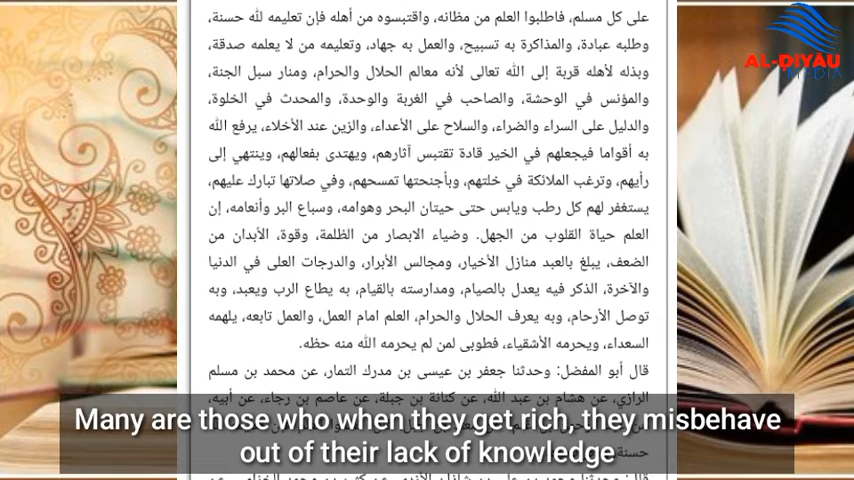 على كل مسلم، فاطلبوا العلم من مظانه، واقتبسوه من أهله فإن تعليمه لله حسنة،
وطلبه عبادة، والمذاكرة به تسبيح، والعمل به جهاد، وتعليمه من لا يعلمه صدقة،
وبذله لأهله قربة إلى الله تعالى لأنه معالم الحلال والحرام، ومنار سبل الجنة،
والمؤنس في الوحشة، والصاحب في الغربة والوحدة، والمحدث في الخلوة،
والدليل على السراء والضراء، والسلاح على الأعداء، والزين عند الأخلاء، يرفع الله
به أقواما فيجعلهم في الخير قادة تقتبس آثارهم، ويهتدى بفعالهم، وينتهي إلى
رأيهم، وترغب الملائكة في خلتهم، وبأجنحتها تمسحهم، وفي صلاتها تبارك عليهم،
يستغفر لهم كل رطب ويابس حتى حيتان البحر وهوامه، وسباع البر وأنعامه، إن
العلم حياة القلوب من الجهل. وضياء الابصار من الظلمة، وقوة، الأبدان من
الضعف، يبلغ بالعبد منازل الأخيار، ومجالس الأبرار، والدرجات العلى في الدنيا
والآخرة، الذكر فيه يعدل بالصيام، ومدارسته بالقيام، به يطاع الرب ويعبد، وبه
توصل الأرحام، وبه يعرف الحلال والحرام، العلم امام العمل، والعمل تابعه، يلهمه
السعداء، ويحرمه الأشقياء، فطوبى لمن لم يحرمه الله منه حظه.
قال أبو المفضل: وحدثنا جعفر بن عيسى بن مدرك التمار، عن محمد بن مسلم
الرازي، عن هشام بن عبد الله، عن كنانة بن جبلة، عن عاصم بن رجاء، عن أبيه،
حسنة
AL-DIYĀU
MEDIA
Many are those who when they get rich, they misbehave
out of their lack of knowledge